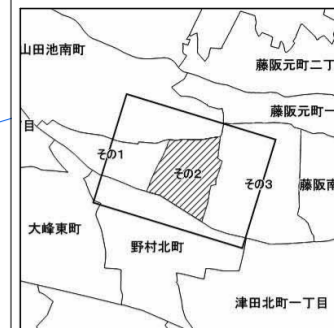 山田池南町
藤阪元町二丁
藤阪元町一
目
その1
その2
その3
藤阪南
大峰東町
野村北町
津田北町一丁目